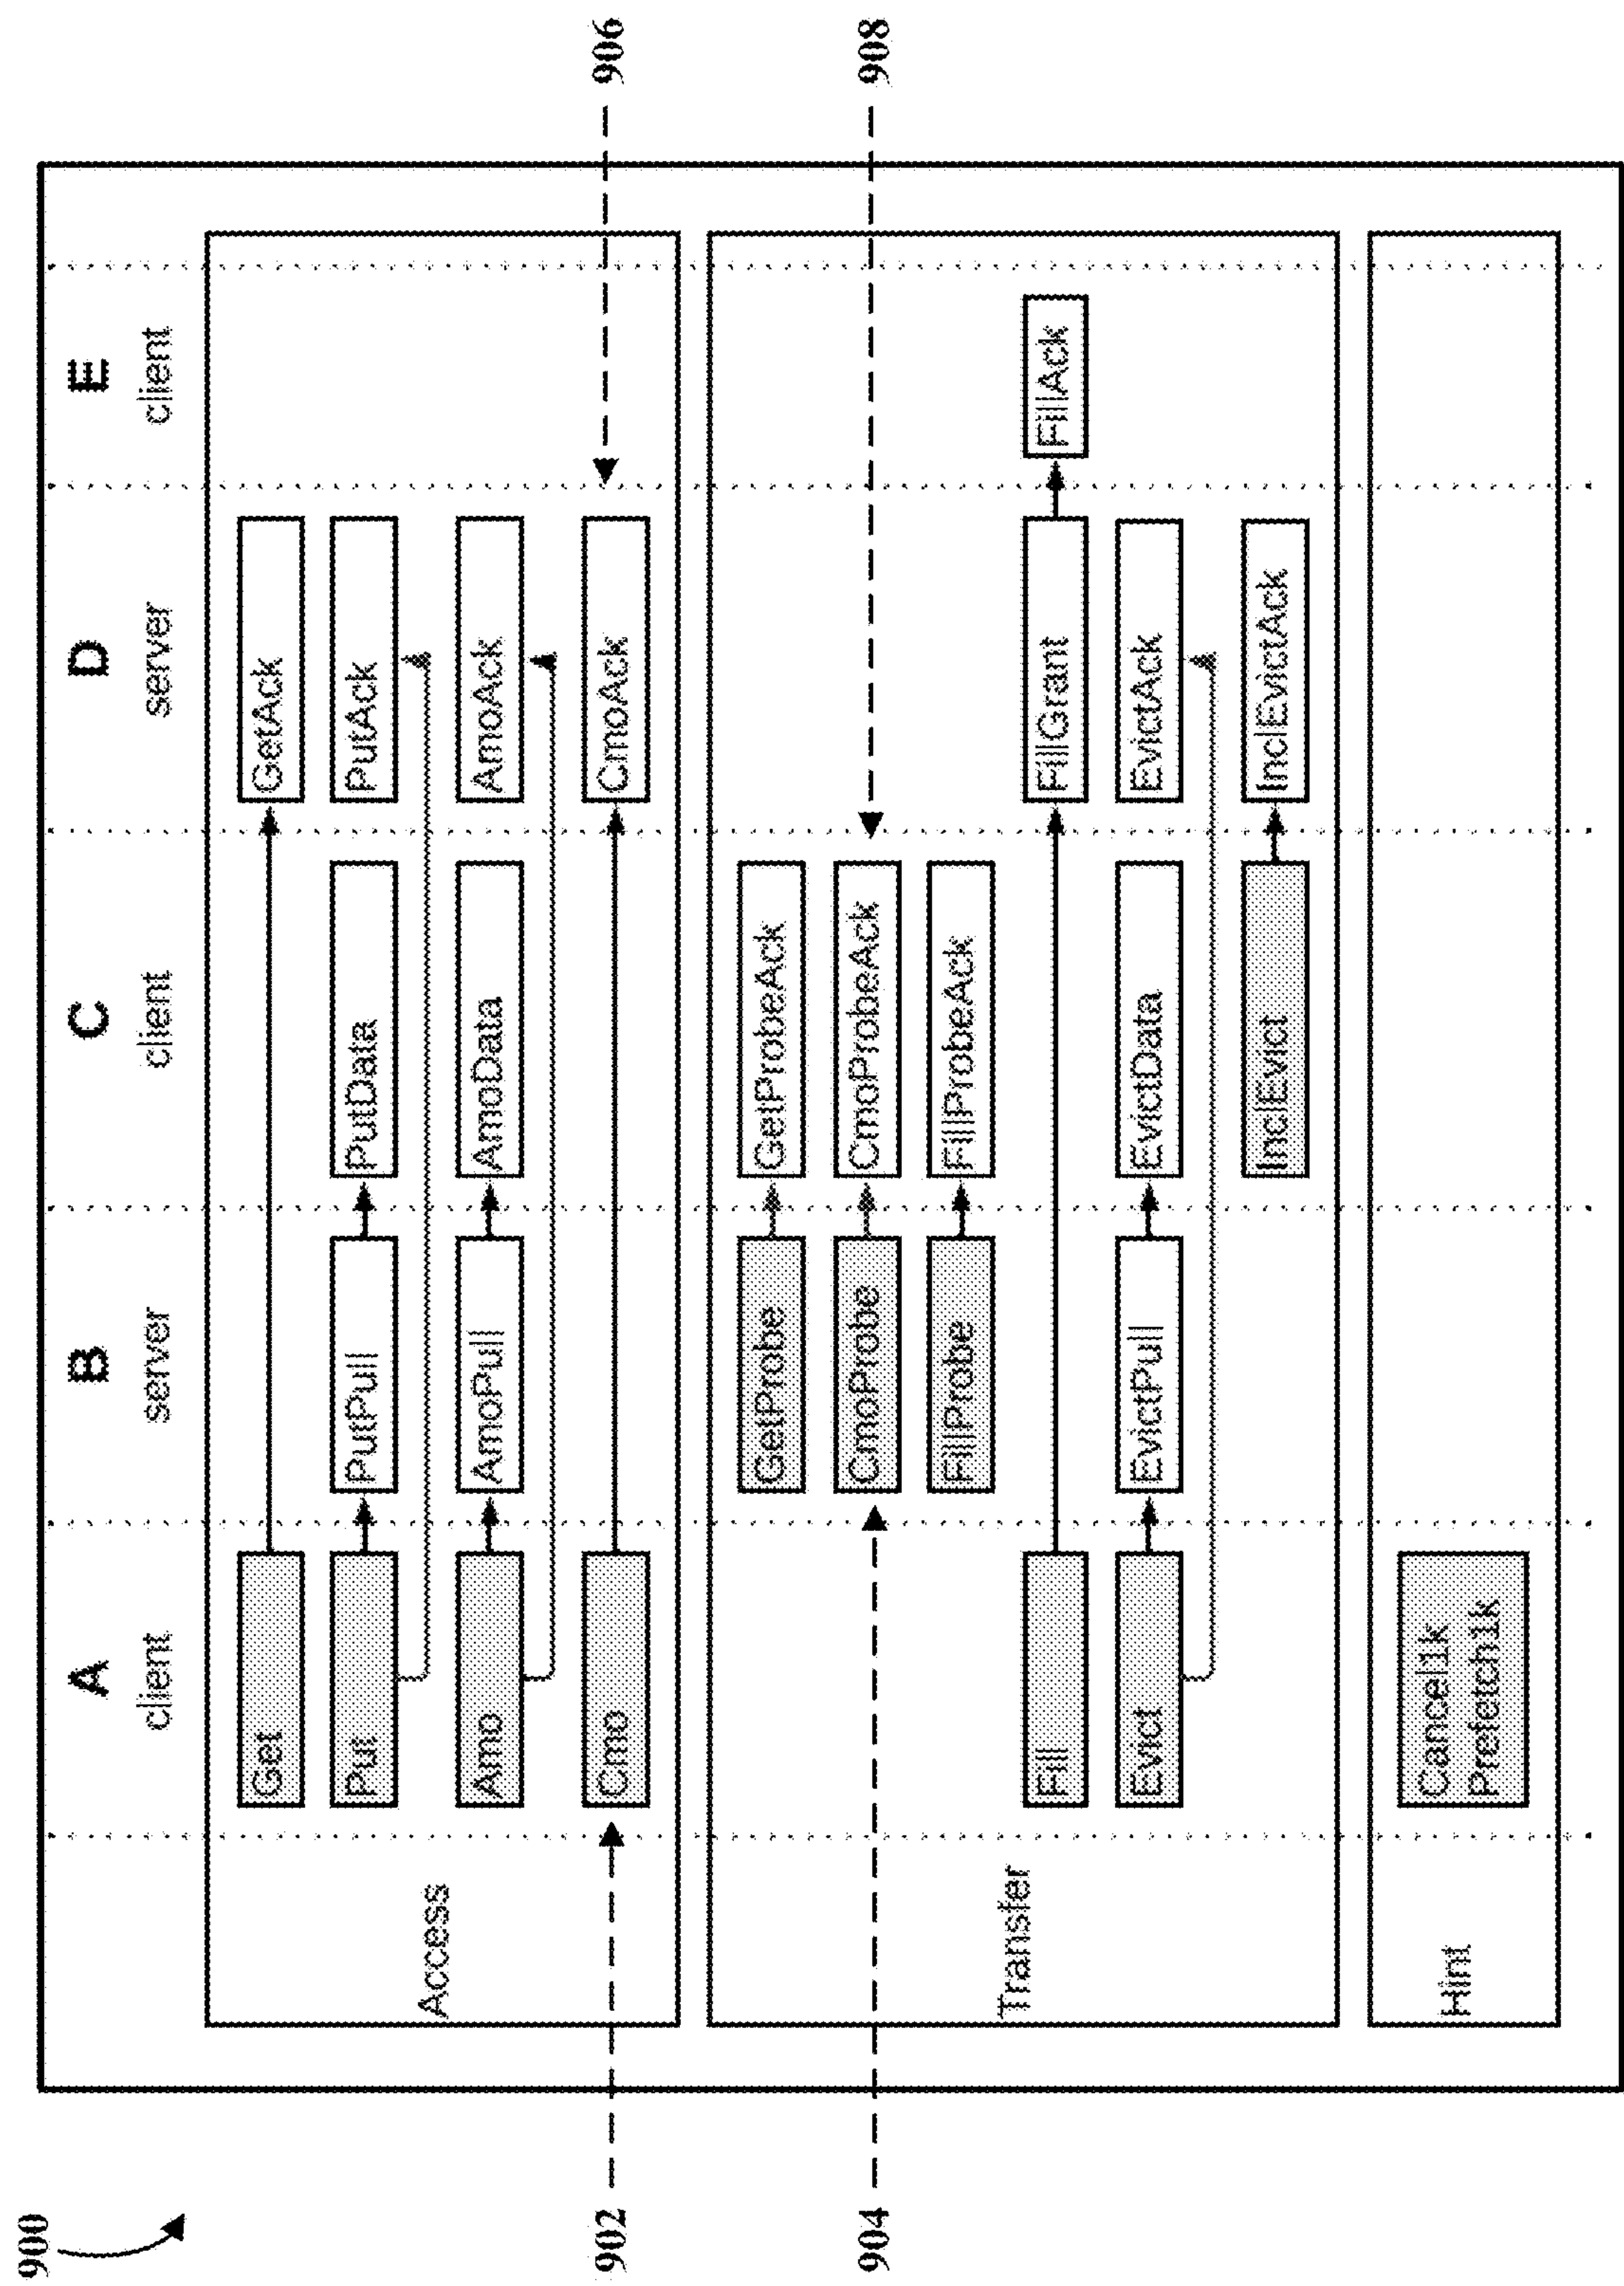 900
A B C D E
client server client server client
Access
Get GetAck
Put PutPull PutData PutAck
Amo AmoPull AmoData AmoAck
902 Cmo CmoAck 906
Transfer
GetProbe GetProbeAck
904 CmoProbe CmoProbeAck 908
FillProbe FillProbeAck
Fill FillGrant FillAck
Evict EvictPull EvictData EvictAck
InclEvict InclEvictAck
Hint
Cancel1k
Prefetch1k